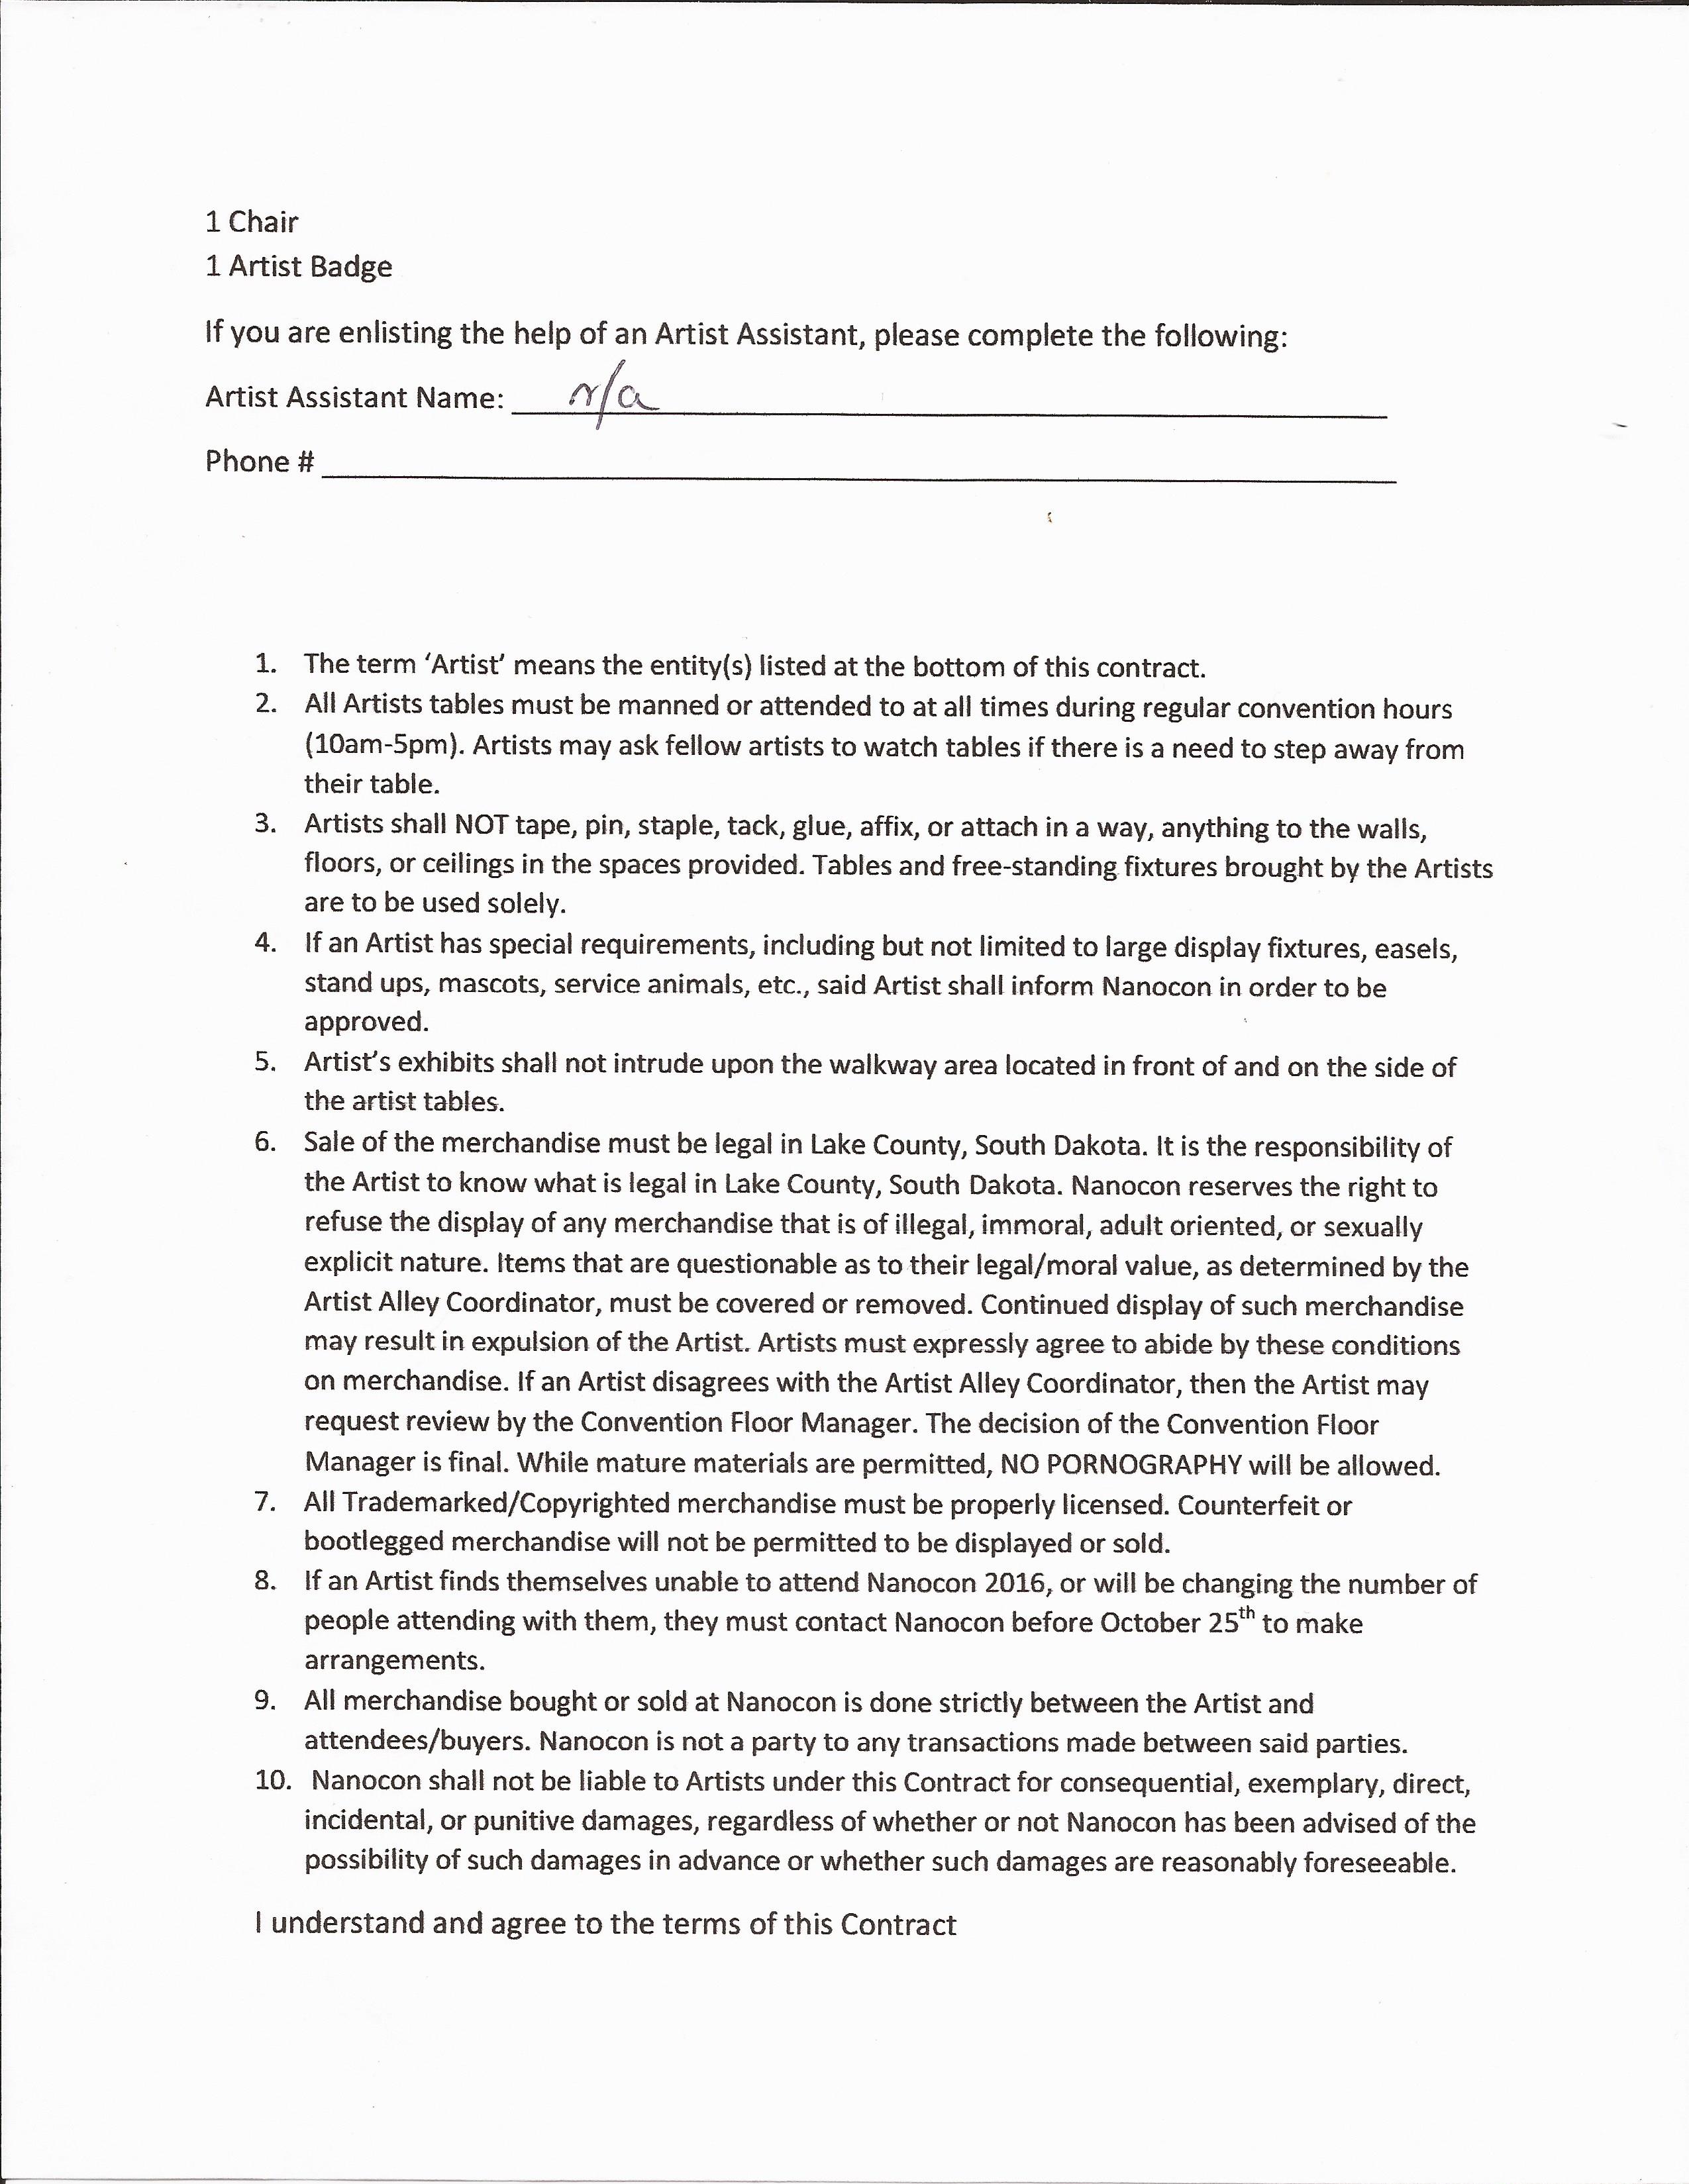 1 Chair
1 Artist Badge
If you are enlisting the help of an Artist Assistant, please complete the following:
Artist Assistant Name: n/a
Phone #
1. The term ‘Artist’ means the entity(s) listed at the bottom of this contract.
2. All Artists tables must be manned or attended to at all times during regular convention hours
(10am-5pm). Artists may ask fellow artists to watch tables if there is a need to step away from
their table.
3. Artists shall NOT tape, pin, staple, tack, glue, affix, or attach in a way, anything to the walls,
floors, or ceilings in the spaces provided. Tables and free-standing fixtures brought by the Artists
are to be used solely.
4. If an Artist has special requirements, including but not limited to large display fixtures, easels,
stand ups, mascots, service animals, etc., said Artist shall inform Nanocon in order to be
approved.
5. Artist’s exhibits shall not intrude upon the walkway area located in front of and on the side of
the artist tables.
6. Sale of the merchandise must be legal in Lake County, South Dakota. It is the responsibility of
the Artist to know what is legal in Lake County, South Dakota. Nanocon reserves the right to
refuse the display of any merchandise that is of illegal, immoral, adult oriented, or sexually
explicit nature. Items that are questionable as to their legal/moral value, as determined by the
Artist Alley Coordinator, must be covered or removed. Continued display of such merchandise
may result in expulsion of the Artist. Artists must expressly agree to abide by these conditions
on merchandise. If an Artist disagrees with the Artist Alley Coordinator, then the Artist may
request review by the Convention Floor Manager. The decision of the Convention Floor
Manager is final. While mature materials are permitted, NO PORNOGRAPHY will be allowed.
7. All Trademarked/Copyrighted merchandise must be properly licensed. Counterfeit or
bootlegged merchandise will not be permitted to be displayed or sold.
8. If an Artist finds themselves unable to attend Nanocon 2016, or will be changing the number of
people attending with them, they must contact Nanocon before October 25th to make
arrangements.
9. All merchandise bought or sold at Nanocon is done strictly between the Artist and
attendees/buyers. Nanocon is not a party to any transactions made between said parties.
10. Nanocon shall not be liable to Artists under this Contract for consequential, exemplary, direct,
incidental, or punitive damages, regardless of whether or not Nanocon has been advised of the
possibility of such damages in advance or whether such damages are reasonably foreseeable.
I understand and agree to the terms of this Contract